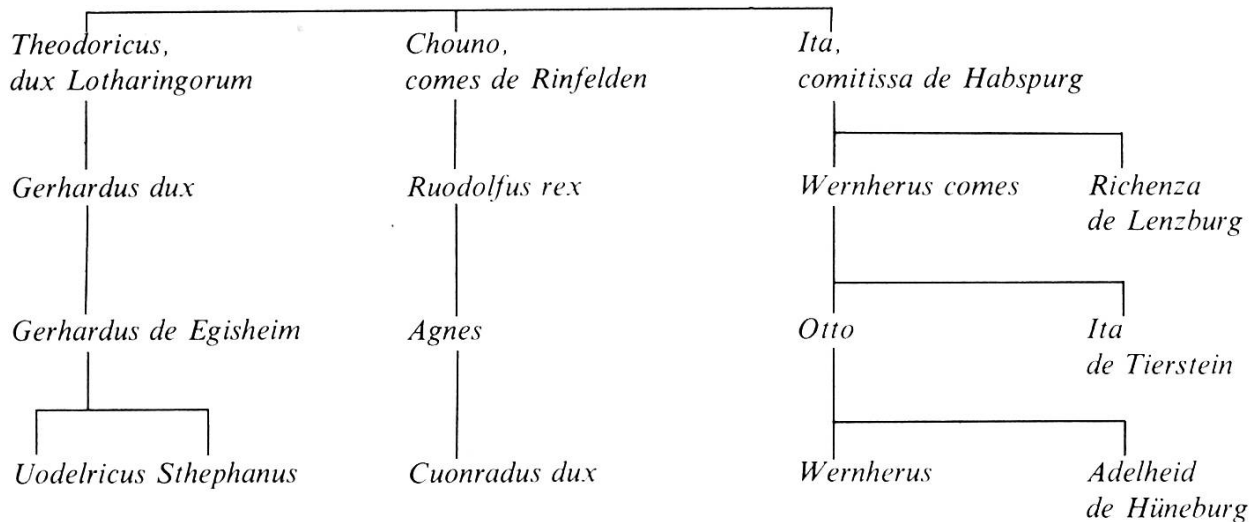 Theodoricus,
dux Lotharingorum
Chouno,
comes de Rinfelden
Ita,
comitissa de Habspurg
Gerhardus dux
Ruodolfus rex
Wernherus comes
Richenza
de Lenzburg
Gerhardus de Egisheim
Agnes
Otto
Ita
de Tierstein
Uodelricus Sthephanus
Cuonradus dux
Wernherus
Adelheid
de Hüneburg